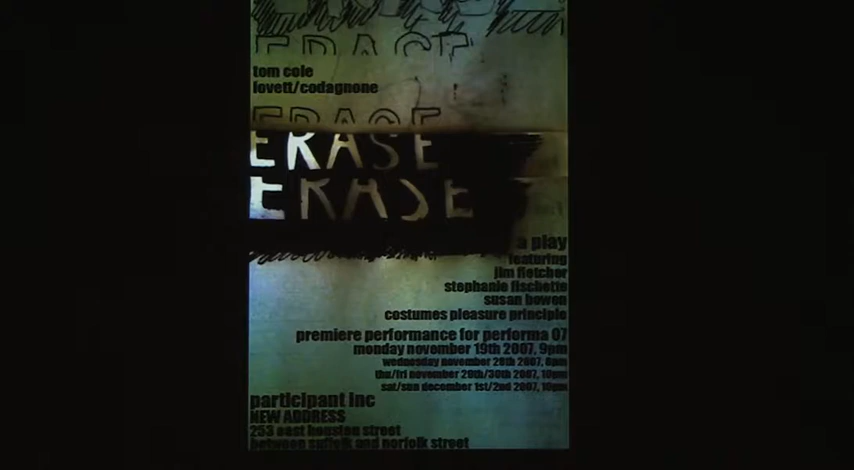 ERASE
tom cole
lovett/codagnone
ERASE
ERASE
ERASE
a play
featuring
jim fletcher
stephanie fischette
susan bowen
costumes pleasure principle
premiere performance for performa 07
monday november 19th 2007, 9pm
wednesday november 28th 2007, 8pm
thu/fri november 29th/30th 2007, 10pm
sat/sun december 1st/2nd 2007, 10pm
participant inc
NEW ADDRESS
253 east houston street
between suffolk and norfolk street